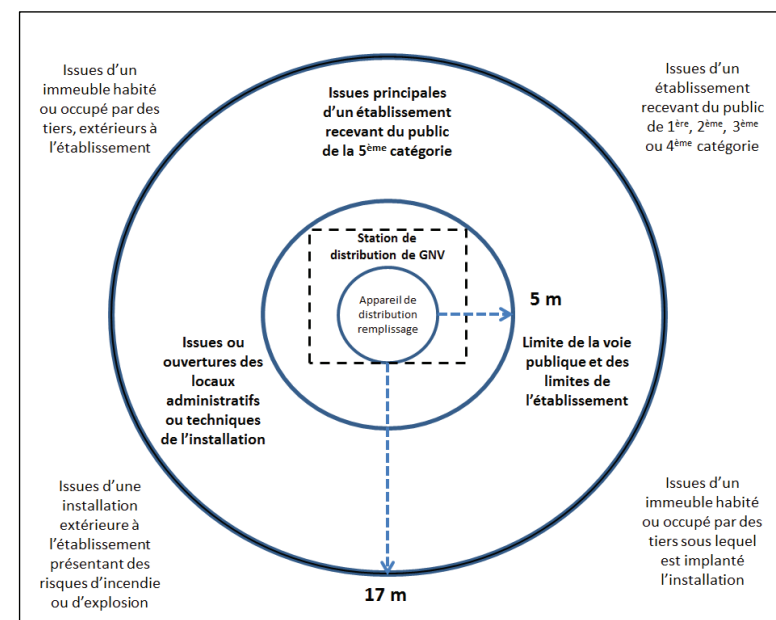 Issues d'un
immeuble habité
ou occupé par des
tiers, extérieurs à
l'établissement
Issues principales
d'un établissement
recevant du public
de la 5ème catégorie
Issues d'un
établissement
recevant du public
de 1ère, 2ème, 3ème
ou 4ème catégorie
Station de
distribution de GNV
Appareil de
distribution
remplissage
5 m
Issues ou
ouvertures des
locaux
administratifs
ou techniques
de l'installation
Limite de la voie
publique et des
limites de
l'établissement
Issues d'une
installation
extérieure à
l'établissement
présentant des
risques d'incendie
ou d'explosion
17 m
Issues d'un
immeuble habité
ou occupé par des
tiers sous lequel
est implanté
l'installation